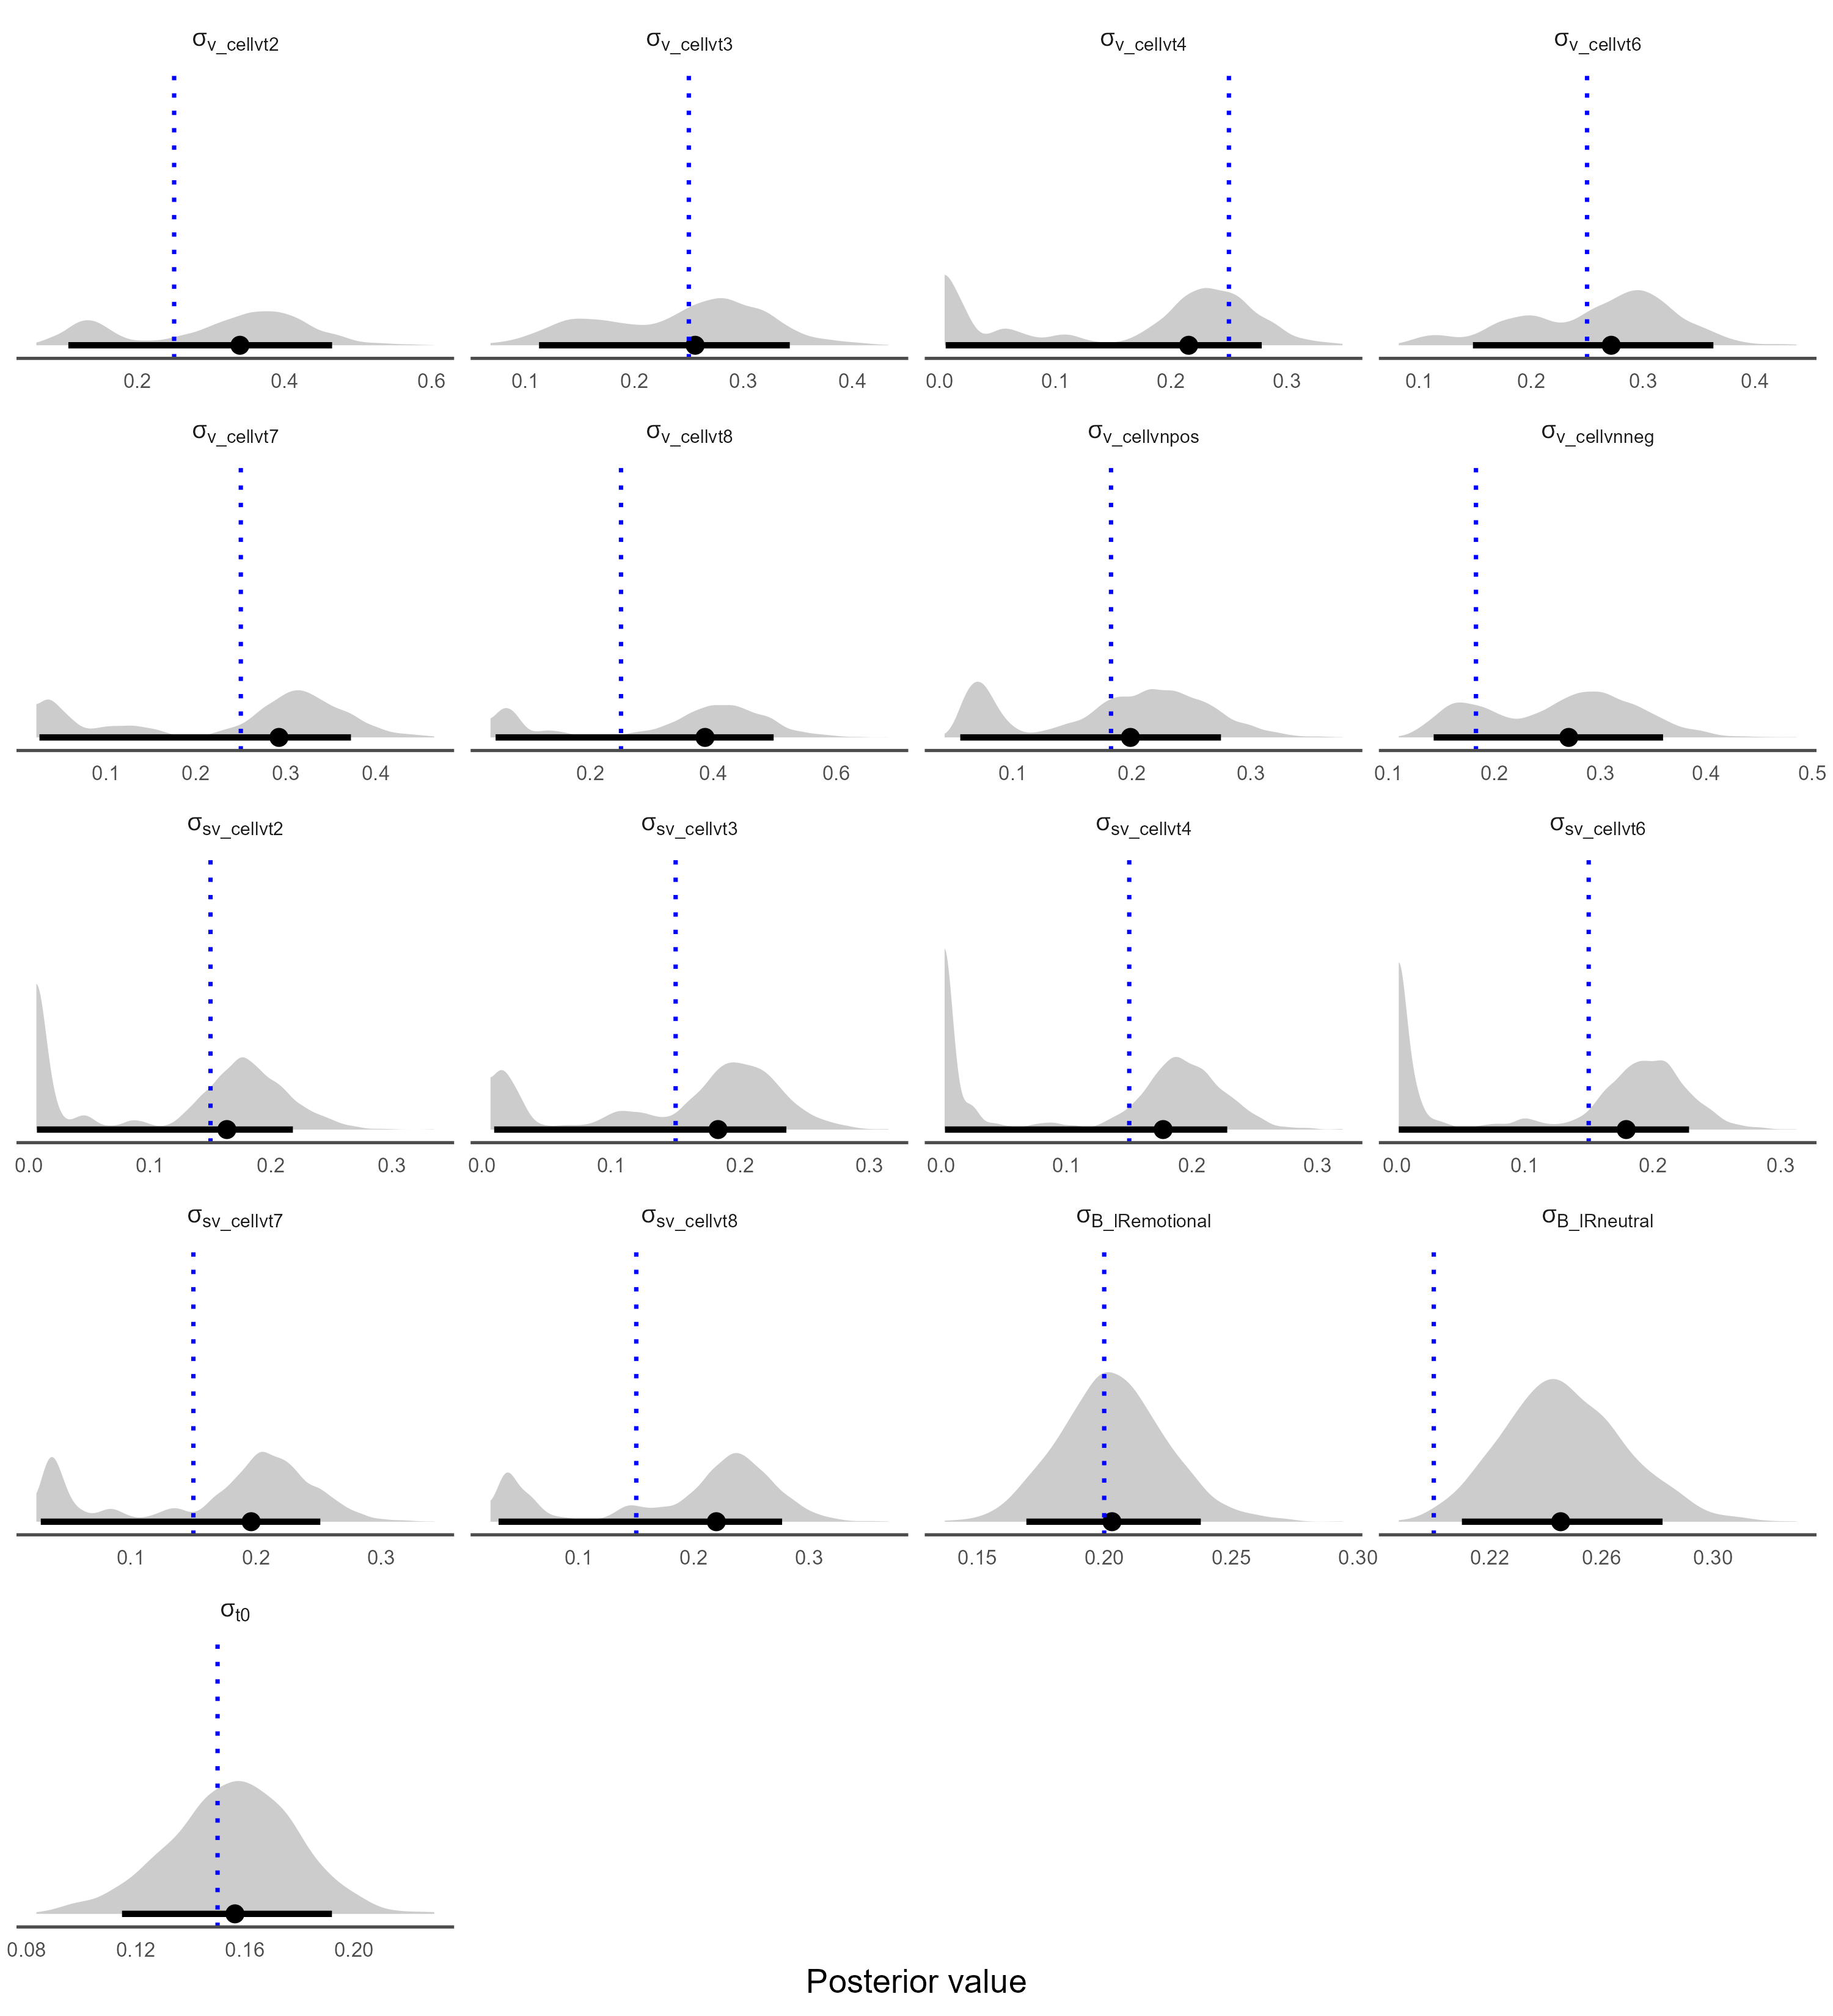 σv_cellvt2 σv_cellvt3 σv_cellvt4 σv_cellvt6
0.2 0.4 0.6 0.1 0.2 0.3 0.4 0.0 0.1 0.2 0.3 0.1 0.2 0.3 0.4
σv_cellvt7 σv_cellvt8 σv_cellvnpos σv_cellvnneg
0.1 0.2 0.3 0.4 0.2 0.4 0.6 0.1 0.2 0.3 0.1 0.2 0.3 0.4 0.5
σsv_cellvt2 σsv_cellvt3 σsv_cellvt4 σsv_cellvt6
0.0 0.1 0.2 0.3 0.0 0.1 0.2 0.3 0.0 0.1 0.2 0.3 0.0 0.1 0.2 0.3
σsv_cellvt7 σsv_cellvt8 σB_lRemotional σB_lRneutral
0.1 0.2 0.3 0.1 0.2 0.3 0.15 0.20 0.25 0.30 0.22 0.26 0.30
σt0
0.08 0.12 0.16 0.20
Posterior value